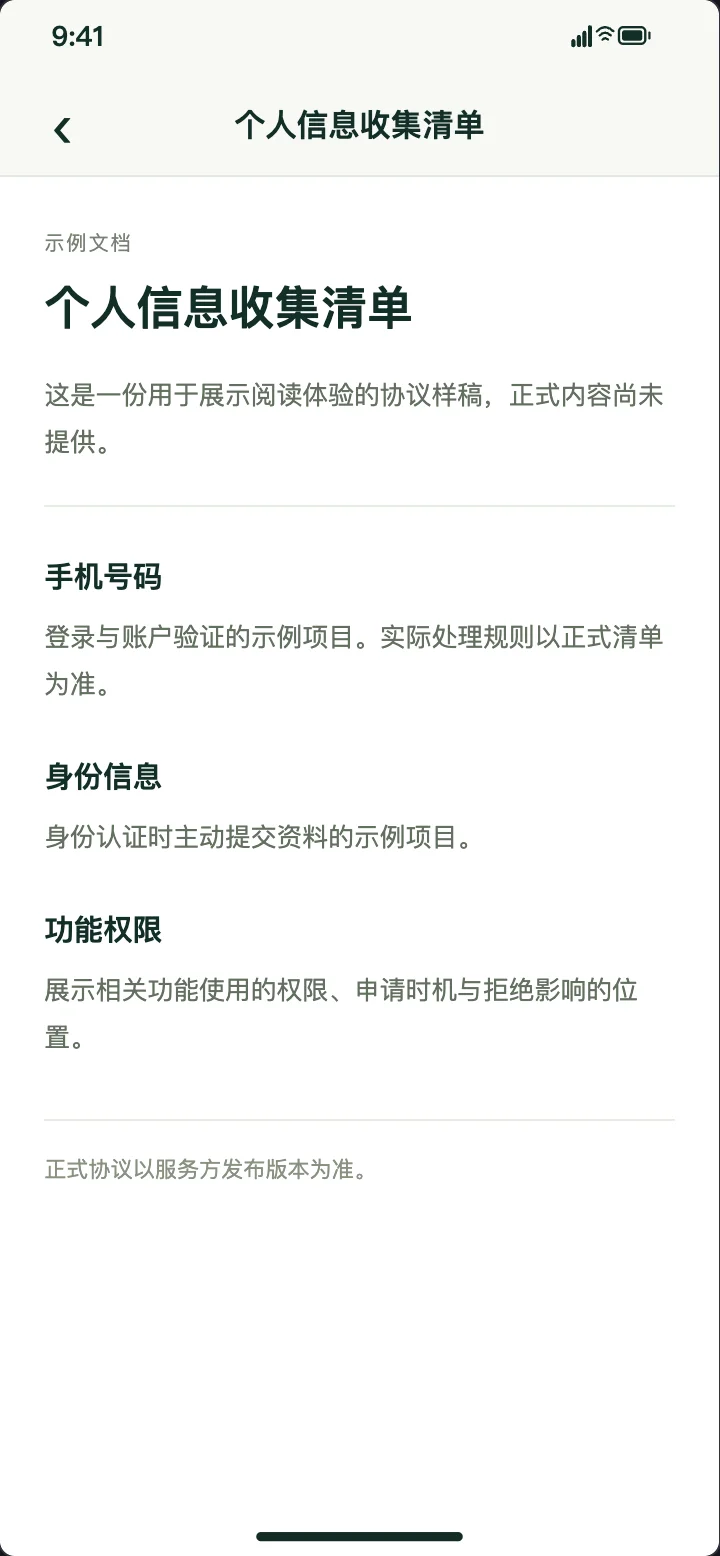 9:41
个人信息收集清单
示例文档
个人信息收集清单
这是一份用于展示阅读体验的协议样稿，正式内容尚未
提供。
手机号码
登录与账户验证的示例项目。实际处理规则以正式清单
为准。
身份信息
身份认证时主动提交资料的示例项目。
功能权限
展示相关功能使用的权限、申请时机与拒绝影响的位
置。
正式协议以服务方发布版本为准。